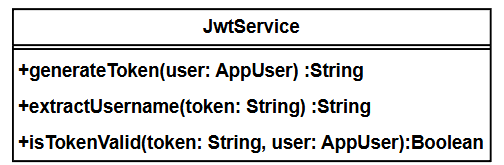 JwtService
+generateToken(user: AppUser) :String
+extractUsername(token: String) :String
+isTokenValid(token: String, user: AppUser):Boolean